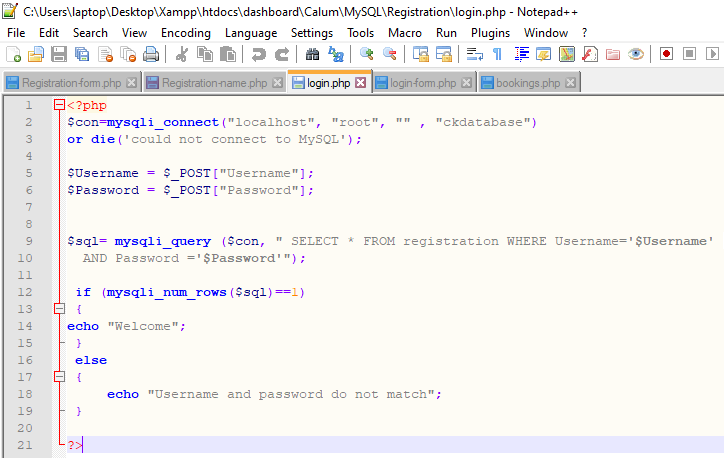 C:\Users\laptop\Desktop\Xampp\htdocs\dashboard\Calum\MySQL\Registration\login.php - Notepad++
File Edit Search View Encoding Language Settings Tools Macro Run Plugins Window ?
Registration-form.php Registration-name.php login.php login-form.php bookings.php
1 <?php
2 $con=mysqli_connect("localhost", "root", "" , "ckdatabase")
3 or die('could not connect to MySQL');
4
5 $Username = $_POST["Username"];
6 $Password = $_POST["Password"];
7
8
9 $sql= mysqli_query ($con, " SELECT * FROM registration WHERE Username='$Username'
10 AND Password ='$Password'");
11
12 if (mysqli_num_rows($sql)==1)
13 {
14 echo "Welcome";
15 }
16 else
17 {
18 echo "Username and password do not match";
19 }
20
21 ?>